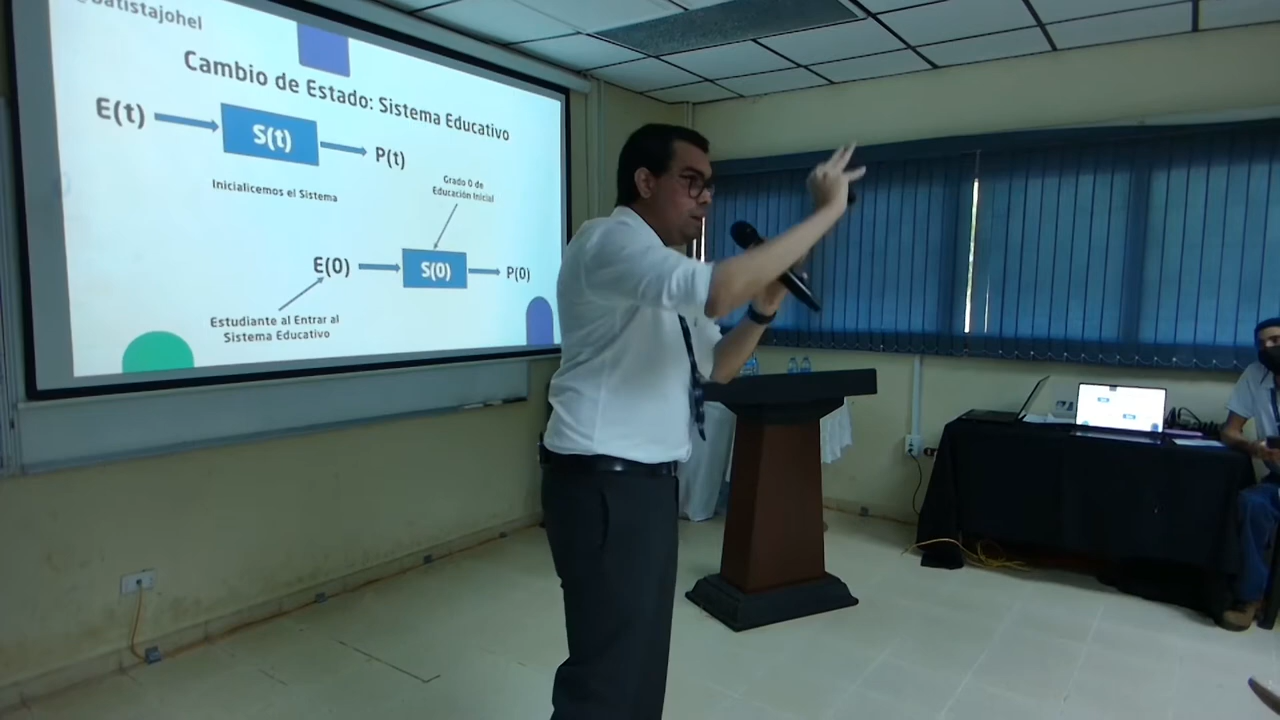 @Batistajohel
Cambio de Estado: Sistema Educativo
E(t)
S(t)
P(t)
Inicialicemos el Sistema
Grado 0 de
Educación Inicial
E(0)
S(0)
P(0)
Estudiante al Entrar al
Sistema Educativo